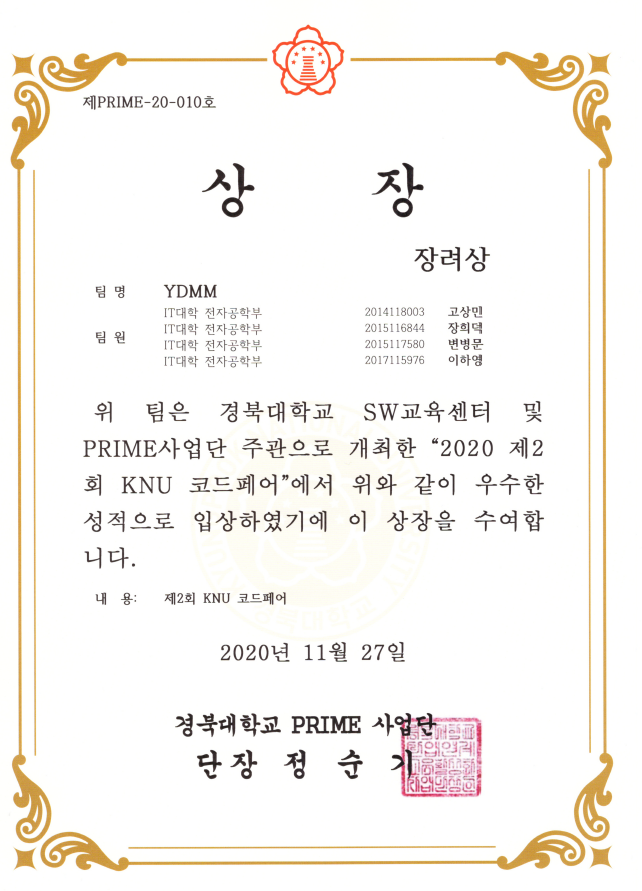 제PRIME-20-010호
상 장
장려상
팀 명 YDMM
IT대학 전자공학부 2014118003 고상민
IT대학 전자공학부 2015116844 장희덕
팀 원
IT대학 전자공학부 2015117580 변병문
IT대학 전자공학부 2017115976 이하영
위 팀은 경북대학교 SW교육센터 및
PRIME사업단 주관으로 개최한 “2020 제2
회 KNU 코드페어”에서 위와 같이 우수한
성적으로 입상하였기에 이 상장을 수여합
니다.
내 용: 제2회 KNU 코드페어
2020년 11월 27일
경북대학교 PRIME 사업단
단장 정 순 기